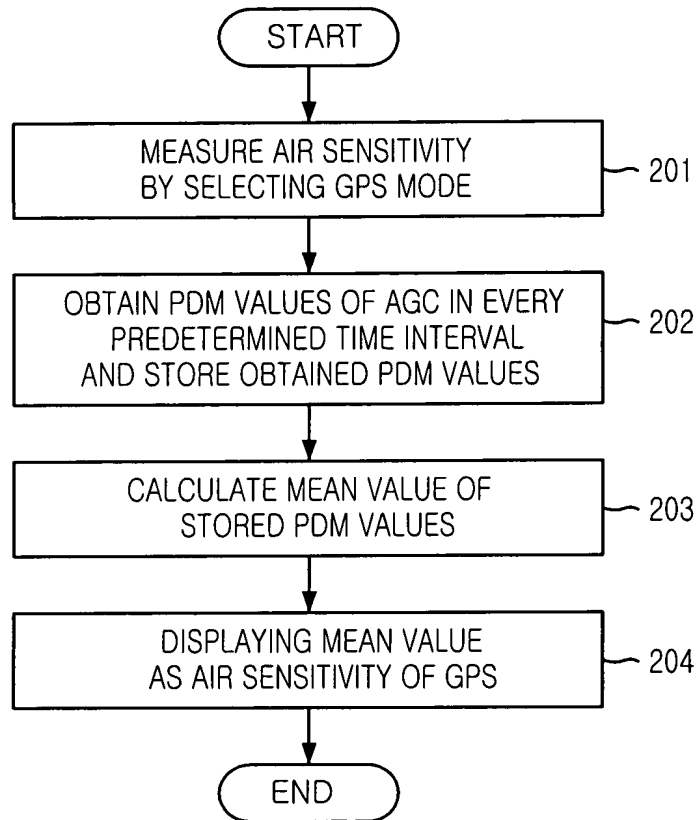 START
MEASURE AIR SENSITIVITY
BY SELECTING GPS MODE
201
OBTAIN PDM VALUES OF AGC IN EVERY
PREDETERMINED TIME INTERVAL
AND STORE OBTAINED PDM VALUES
202
CALCULATE MEAN VALUE OF
STORED PDM VALUES
203
DISPLAYING MEAN VALUE
AS AIR SENSITIVITY OF GPS
204
END